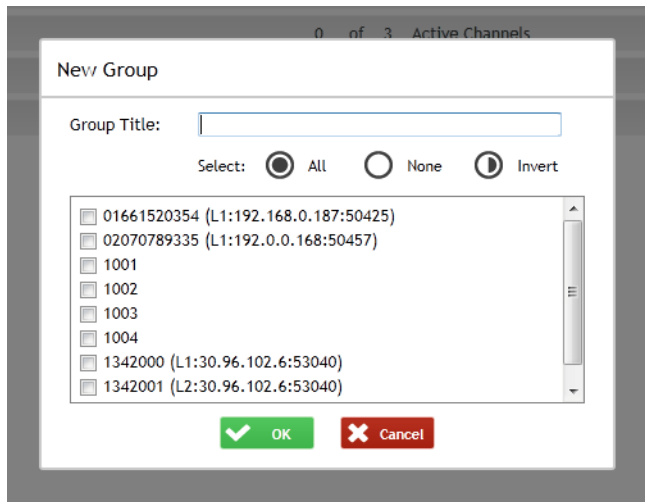 0 of 3 Active Channels
New Group
Group Title:
Select: All None Invert
01661520354 (L1:192.168.0.187:50425)
02070789335 (L1:192.0.0.168:50457)
1001
1002
1003
1004
1342000 (L1:30.96.102.6:53040)
1342001 (L2:30.96.102.6:53040)
OK Cancel